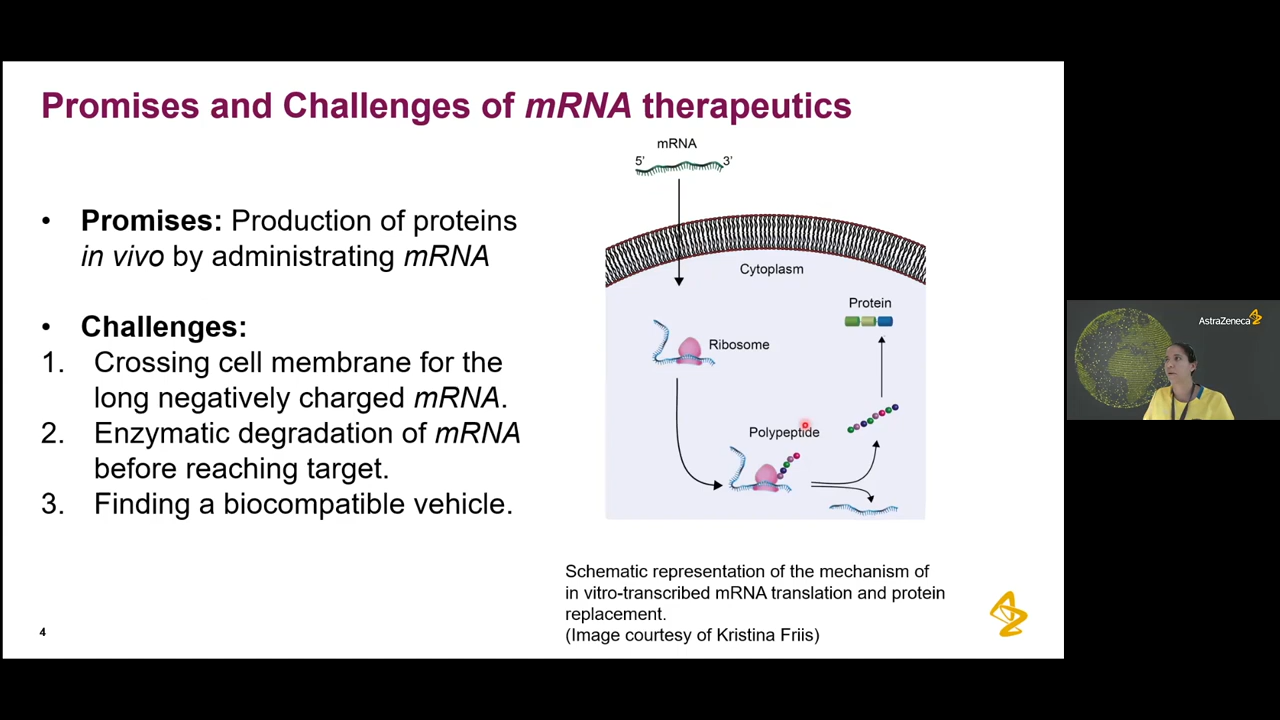 Promises and Challenges of mRNA therapeutics
• Promises: Production of proteins
in vivo by administrating mRNA
• Challenges:
1. Crossing cell membrane for the
long negatively charged mRNA.
2. Enzymatic degradation of mRNA
before reaching target.
3. Finding a biocompatible vehicle.
mRNA
5' 3'
Cytoplasm
Protein
Ribosome
Polypeptide
Schematic representation of the mechanism of
in vitro-transcribed mRNA translation and protein
replacement.
(Image courtesy of Kristina Friis)
4
AstraZeneca